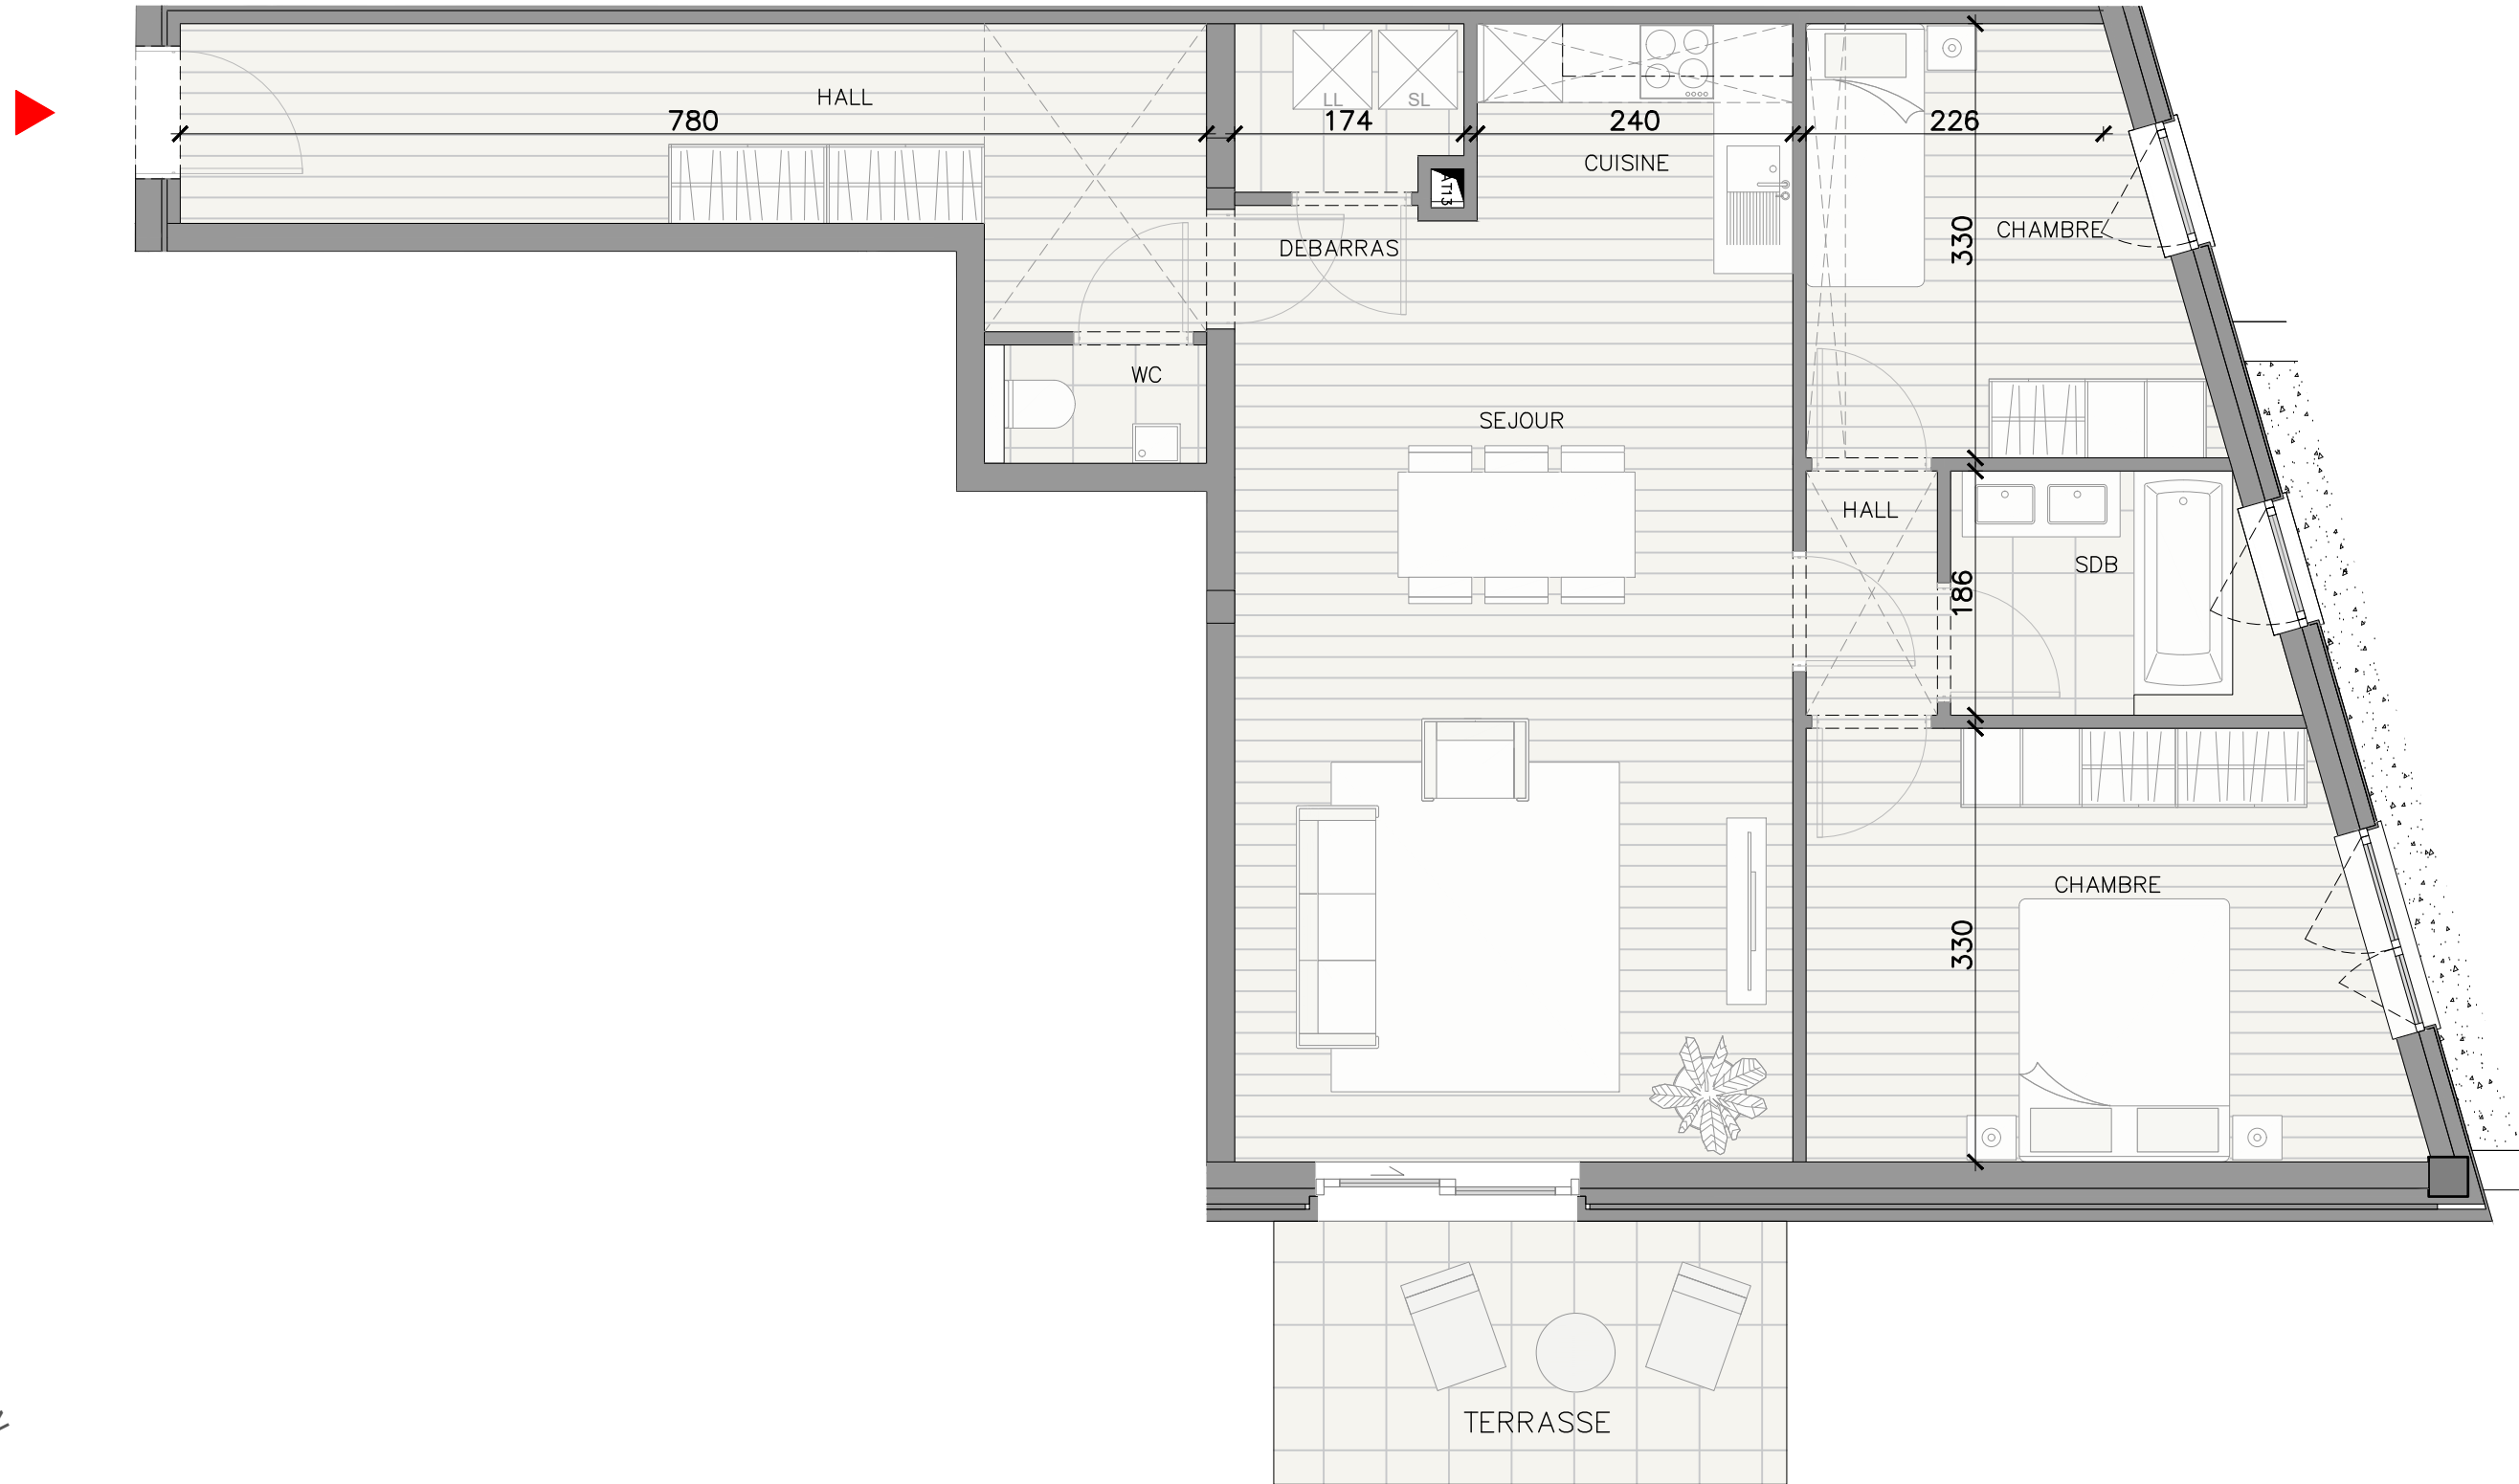 HALL
780
174
240
226
LL
SL
CUISINE
AT13
CHAMBRE
330
DEBARRAS
WC
SEJOUR
HALL
SDB
186
CHAMBRE
330
TERRASSE